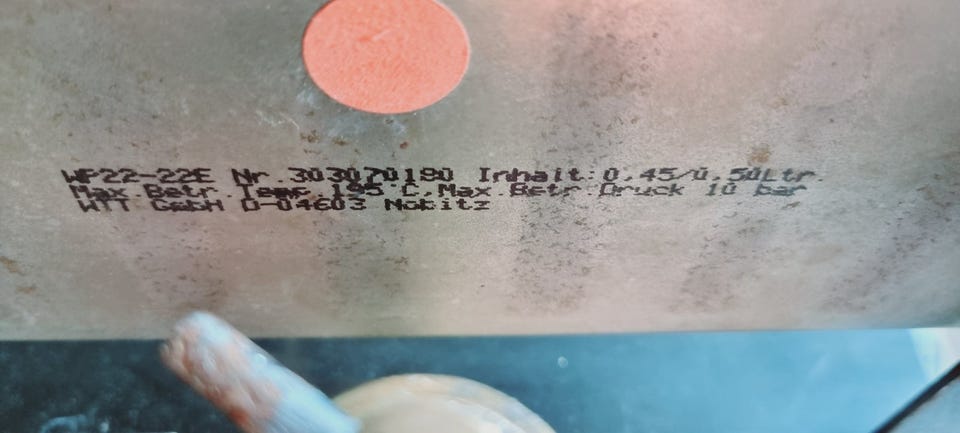 WP22-22E Nr.303070190 Inhalt:0,45/0,50Ltr.
Max.Betr.Temp.195°C,Max.Betr.Druck 10 bar
WTT GmbH D-04603 Nobitz